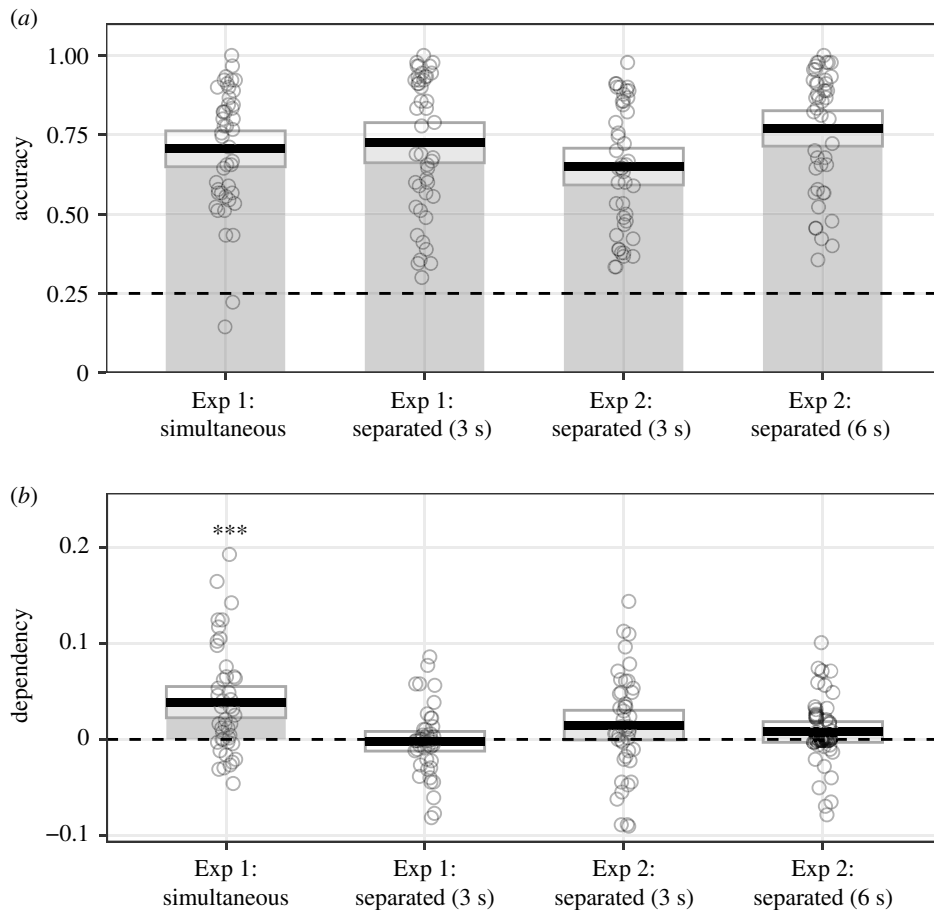 (a)
1.00
0.75
0.50
0.25
0
accuracy
Exp 1:
simultaneous
Exp 1:
separated (3 s)
Exp 2:
separated (3 s)
Exp 2:
separated (6 s)
(b)
0.2
0.1
0
−0.1
dependency
***
Exp 1:
simultaneous
Exp 1:
separated (3 s)
Exp 2:
separated (3 s)
Exp 2:
separated (6 s)